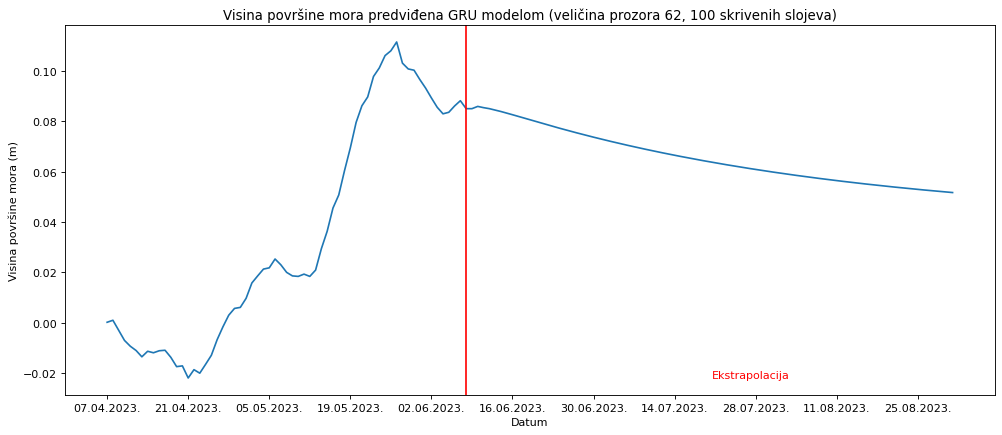 Visina površine mora predviđena GRU modelom (veličina prozora 62, 100 skrivenih slojeva)
Visina površine mora (m)
0.10
0.08
0.06
0.04
0.02
0.00
−0.02
Ekstrapolacija
07.04.2023. 21.04.2023. 05.05.2023. 19.05.2023. 02.06.2023. 16.06.2023. 30.06.2023. 14.07.2023. 28.07.2023. 11.08.2023. 25.08.2023.
Datum